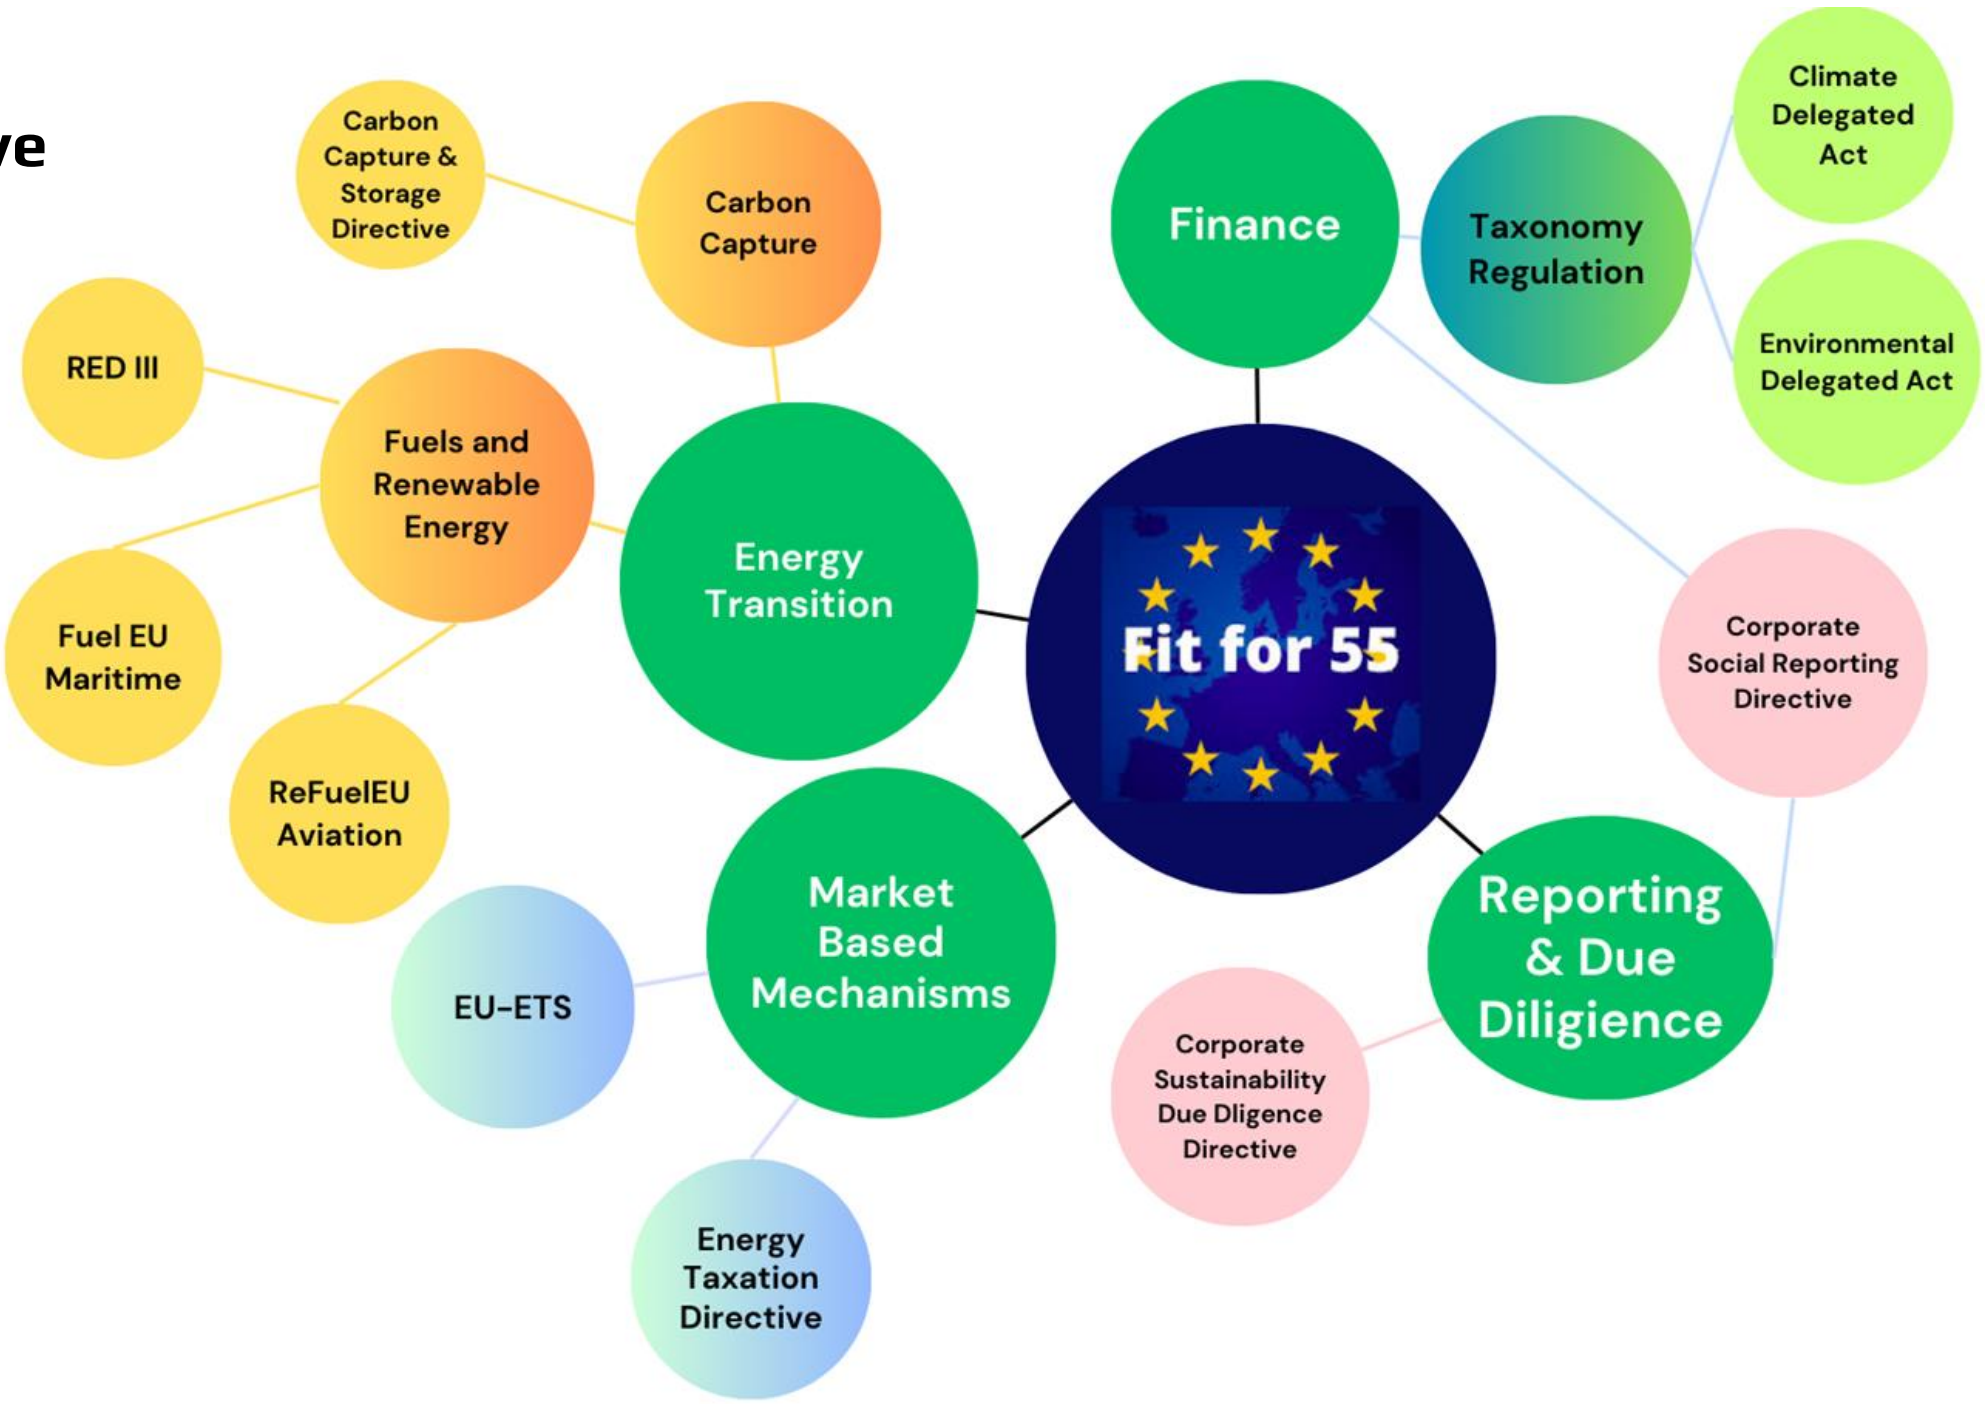 ve
Carbon
Capture &
Storage
Directive
Carbon
Capture
Finance
Taxonomy
Regulation
Climate
Delegated
Act
Environmental
Delegated Act
RED III
Fuels and
Renewable
Energy
Energy
Transition
Fit for 55
Fuel EU
Maritime
Corporate
Social Reporting
Directive
ReFuelEU
Aviation
Market
Based
Mechanisms
Reporting
& Due
Diligience
EU-ETS
Corporate
Sustainability
Due Dligence
Directive
Energy
Taxation
Directive